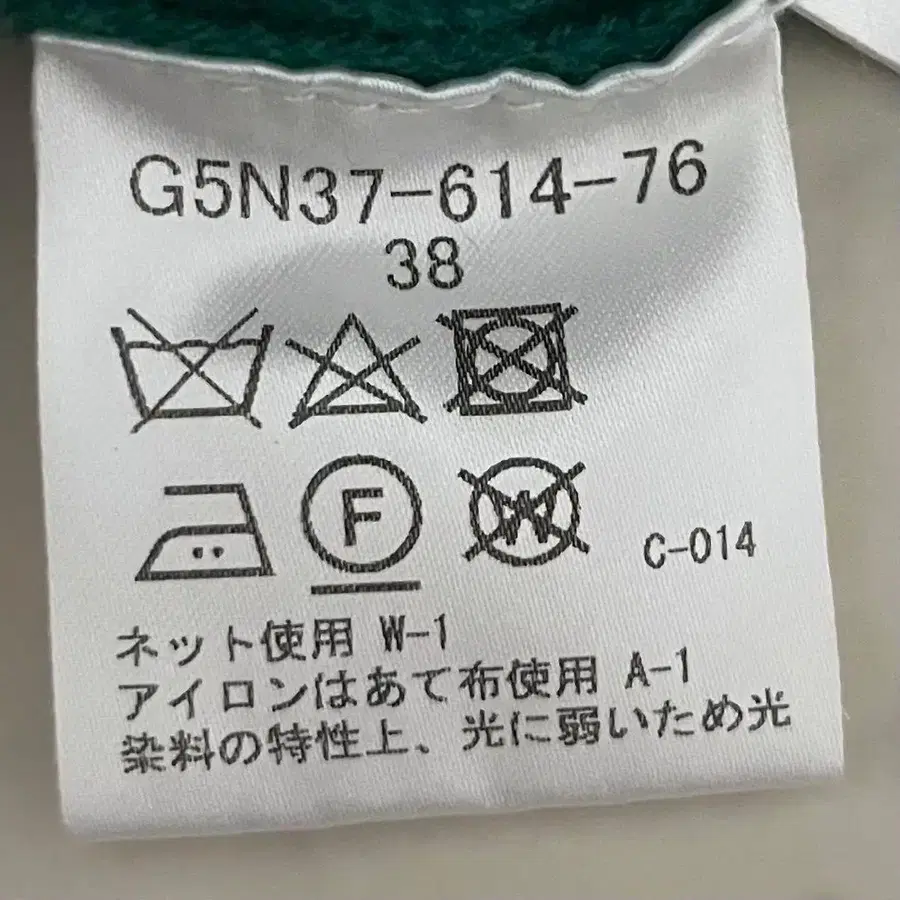 G5N37-614-76
38
F
W
C-014
ネット使用 W-1
アイロンはあて布使用 A-1
染料の特性上、光に弱いため光